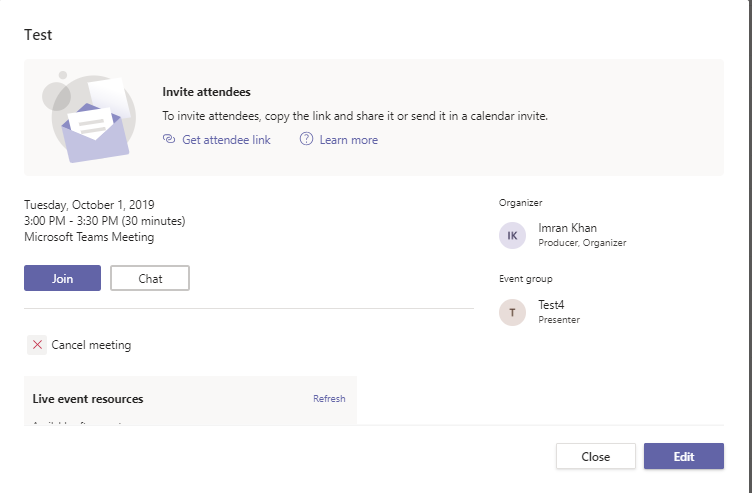 Test
Invite attendees
To invite attendees, copy the link and share it or send it in a calendar invite.
Get attendee link
Learn more
Tuesday, October 1, 2019
3:00 PM - 3:30 PM (30 minutes)
Microsoft Teams Meeting
Join
Chat
Cancel meeting
Organizer
IK
Imran Khan
Producer, Organizer
Event group
T
Test4
Presenter
Live event resources
Refresh
Close
Edit